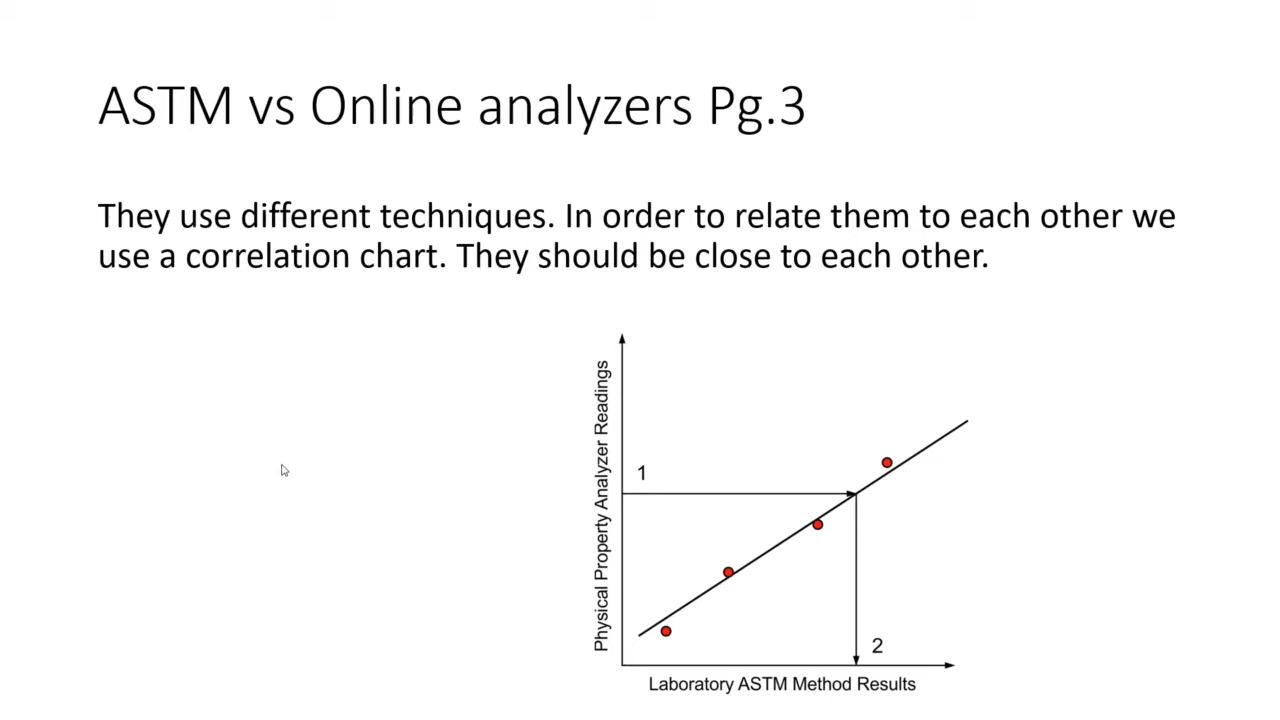 ASTM vs Online analyzers Pg.3
They use different techniques. In order to relate them to each other we
use a correlation chart. They should be close to each other.
Physical Property Analyzer Readings
1
2
Laboratory ASTM Method Results